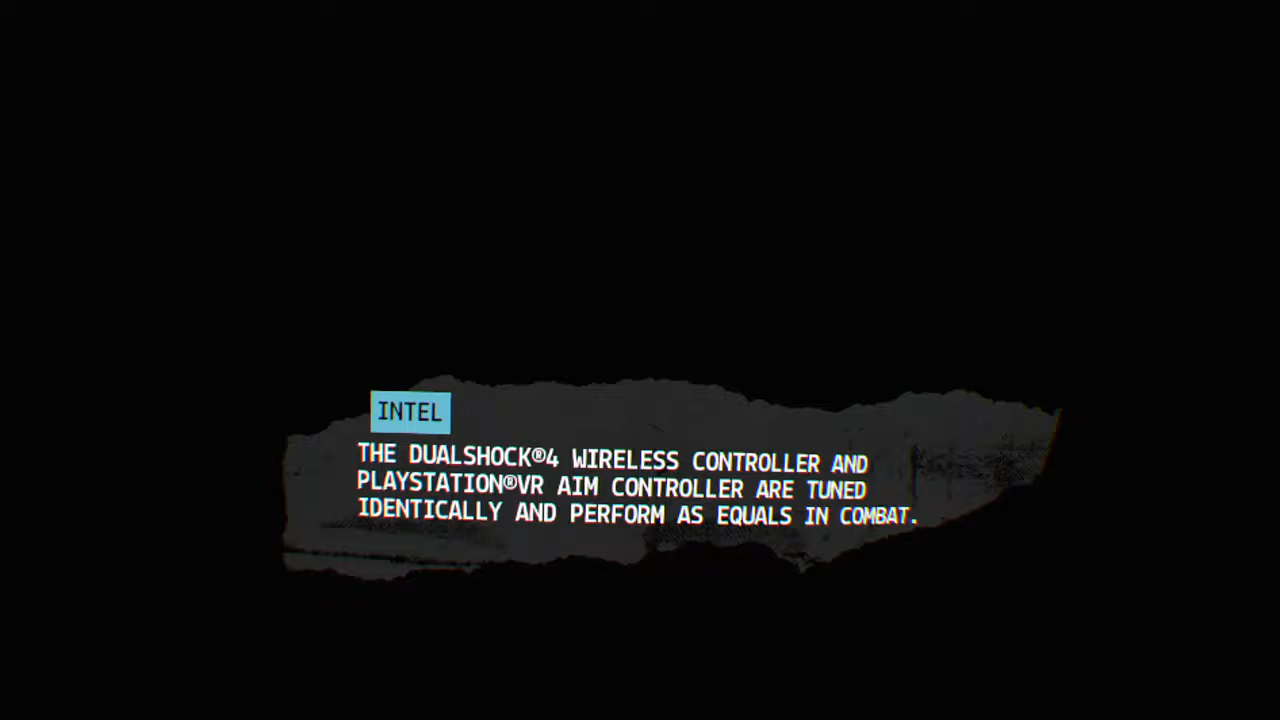 INTEL
THE DUALSHOCK®4 WIRELESS CONTROLLER AND
PLAYSTATION®VR AIM CONTROLLER ARE TUNED
IDENTICALLY AND PERFORM AS EQUALS IN COMBAT.